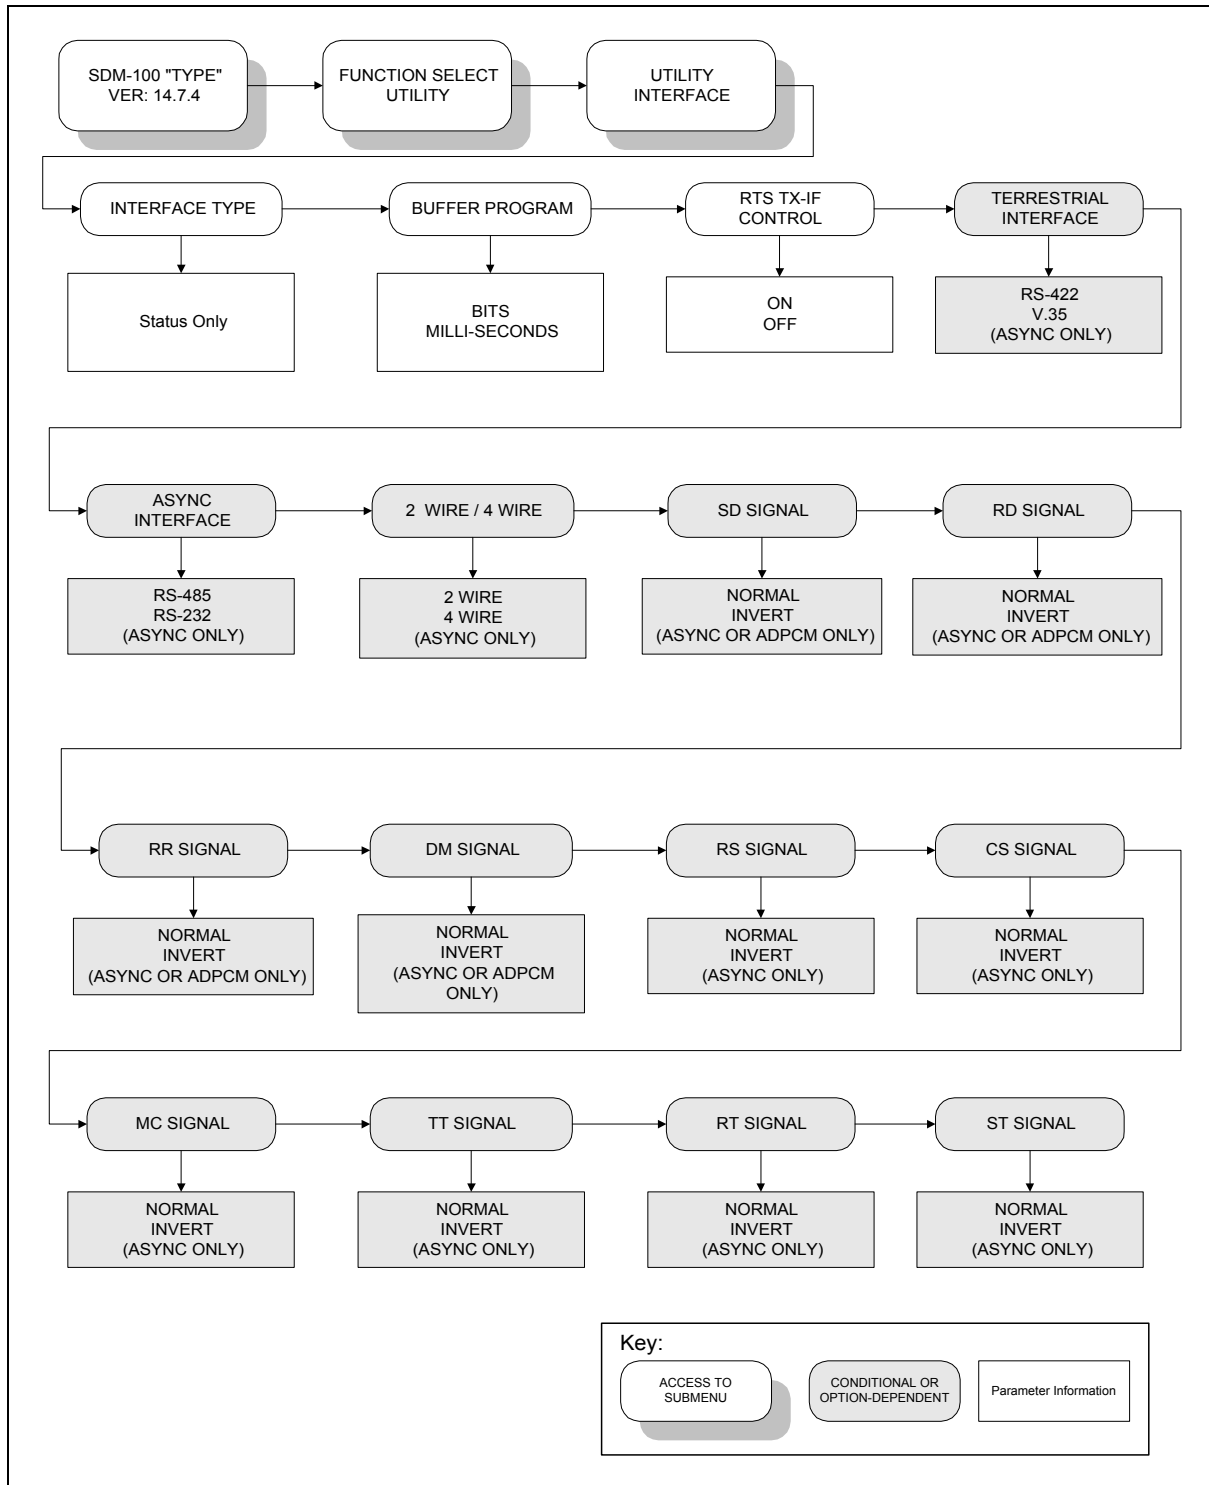 SDM-100 "TYPE"
VER: 14.7.4
FUNCTION SELECT
UTILITY
UTILITY
INTERFACE
INTERFACE TYPE
BUFFER PROGRAM
RTS TX-IF
CONTROL
TERRESTRIAL
INTERFACE
Status Only
BITS
MILLI-SECONDS
ON
OFF
RS-422
V.35
(ASYNC ONLY)
ASYNC
INTERFACE
2 WIRE / 4 WIRE
SD SIGNAL
RD SIGNAL
RS-485
RS-232
(ASYNC ONLY)
2 WIRE
4 WIRE
(ASYNC ONLY)
NORMAL
INVERT
(ASYNC OR ADPCM ONLY)
NORMAL
INVERT
(ASYNC OR ADPCM ONLY)
RR SIGNAL
DM SIGNAL
RS SIGNAL
CS SIGNAL
NORMAL
INVERT
(ASYNC OR ADPCM ONLY)
NORMAL
INVERT
(ASYNC OR ADPCM
ONLY)
NORMAL
INVERT
(ASYNC ONLY)
NORMAL
INVERT
(ASYNC ONLY)
MC SIGNAL
TT SIGNAL
RT SIGNAL
ST SIGNAL
NORMAL
INVERT
(ASYNC ONLY)
NORMAL
INVERT
(ASYNC ONLY)
NORMAL
INVERT
(ASYNC ONLY)
NORMAL
INVERT
(ASYNC ONLY)
Key:
ACCESS TO
SUBMENU
CONDITIONAL OR
OPTION-DEPENDENT
Parameter Information